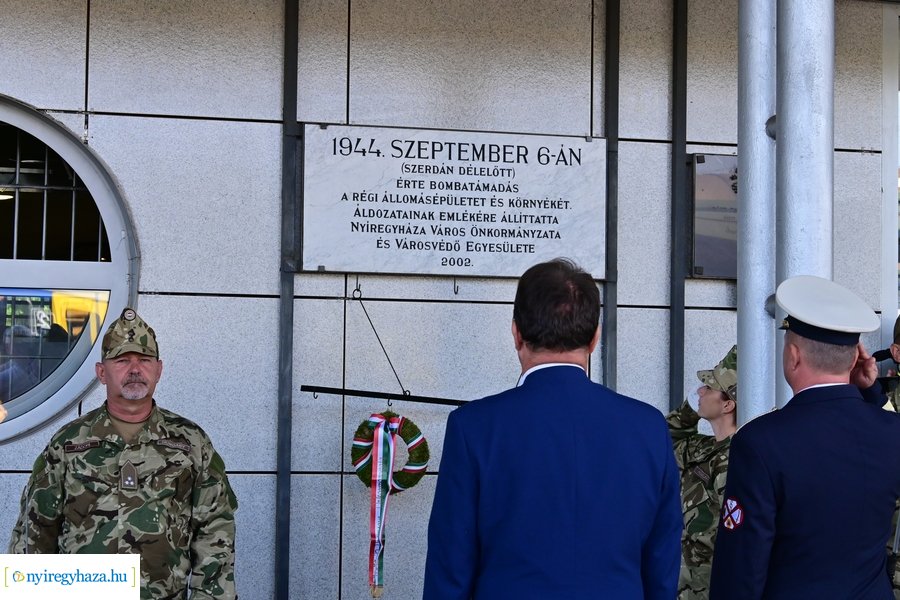 1944. SZEPTEMBER 6-ÁN
(SZERDÁN DÉLELŐTT)
ÉRTE BOMBATÁMADÁS
A RÉGI ÁLLOMÁSÉPÜLETET ÉS KÖRNYÉKÉT.
ÁLDOZATAINAK EMLÉKÉRE ÁLLÍTTATTA
NYÍREGYHÁZA VÁROS ÖNKORMÁNYZATA
ÉS VÁROSVÉDŐ EGYESÜLETE
2002.
nyiregyhaza.hu